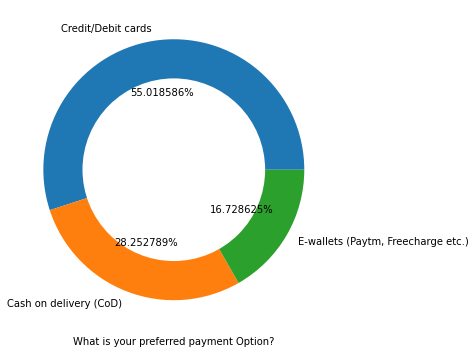 Credit/Debit cards
55.018586%
16.728625%
28.252789%
E-wallets (Paytm, Freecharge etc.)
Cash on delivery (CoD)
What is your preferred payment Option?